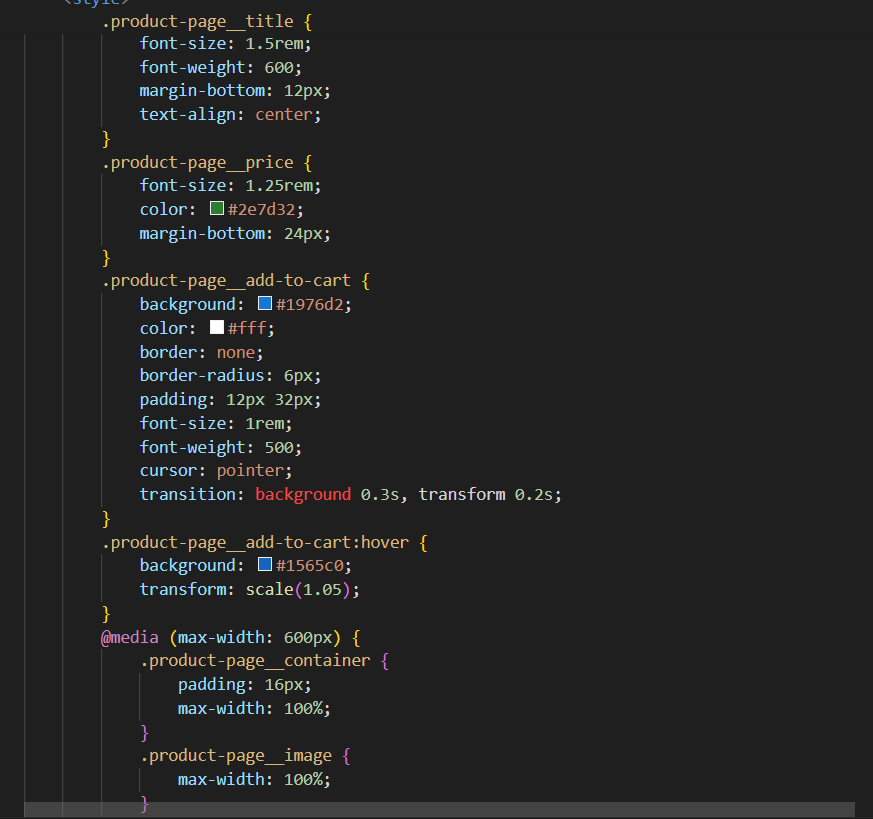 <style>
.product-page__title {
    font-size: 1.5rem;
    font-weight: 600;
    margin-bottom: 12px;
    text-align: center;
}
.product-page__price {
    font-size: 1.25rem;
    color: #2e7d32;
    margin-bottom: 24px;
}
.product-page__add-to-cart {
    background: #1976d2;
    color: #fff;
    border: none;
    border-radius: 6px;
    padding: 12px 32px;
    font-size: 1rem;
    font-weight: 500;
    cursor: pointer;
    transition: background 0.3s, transform 0.2s;
}
.product-page__add-to-cart:hover {
    background: #1565c0;
    transform: scale(1.05);
}
@media (max-width: 600px) {
    .product-page__container {
        padding: 16px;
        max-width: 100%;
    }
    .product-page__image {
        max-width: 100%;
    }